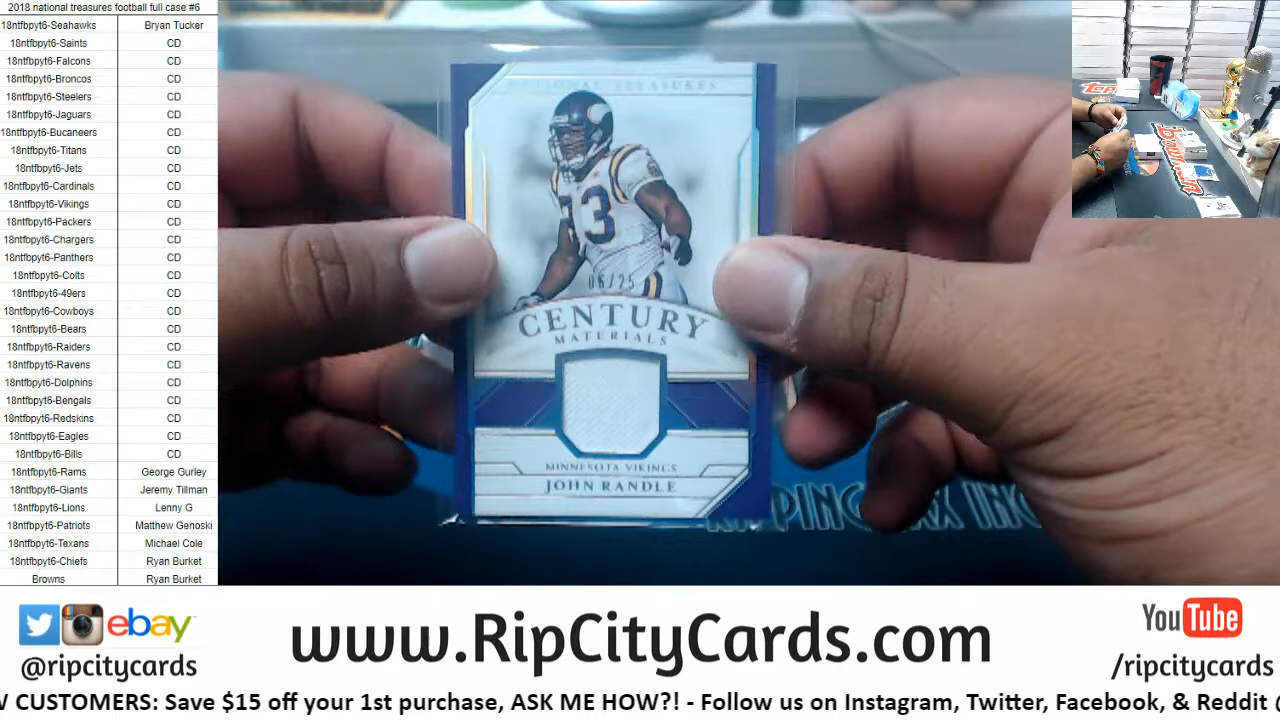 2018 national treasures football full case #6
18ntfbpyt6-Seahawks Bryan Tucker
18ntfbpyt6-Saints CD
18ntfbpyt6-Falcons CD
18ntfbpyt6-Broncos CD
18ntfbpyt6-Steelers CD
18ntfbpyt6-Jaguars CD
18ntfbpyt6-Bucaneers CD
18ntfbpyt6-Titans CD
18ntfbpyt6-Jets CD
18ntfbpyt6-Cardinals CD
18ntfbpyt6-Vikings CD
18ntfbpyt6-Packers CD
18ntfbpyt6-Chargers CD
18ntfbpyt6-Panthers CD
18ntfbpyt6-Colts CD
18ntfbpyt6-49ers CD
18ntfbpyt6-Cowboys CD
18ntfbpyt6-Bears CD
18ntfbpyt6-Raiders CD
18ntfbpyt6-Ravens CD
18ntfbpyt6-Dolphins CD
18ntfbpyt6-Bengals CD
18ntfbpyt6-Redskins CD
18ntfbpyt6-Eagles CD
18ntfbpyt6-Bills CD
18ntfbpyt6-Rams George Gurley
18ntfbpyt6-Giants Jeremy Tillman
18ntfbpyt6-Lions Lenny G
18ntfbpyt6-Patriots Matthew Genoski
18ntfbpyt6-Texans Michael Cole
18ntfbpyt6-Chiefs Ryan Burket
Browns Ryan Burket
NATIONAL TREASURES
93
06/25
CENTURY
MATERIALS
MINNESOTA VIKINGS
JOHN RANDLE
topps
Bowman
ebay
@ripcitycards
www.RipCityCards.com
YouTube
/ripcitycards
CUSTOMERS: Save $15 off your 1st purchase, ASK ME HOW?! - Follow us on Instagram, Twitter, Facebook, & Reddit